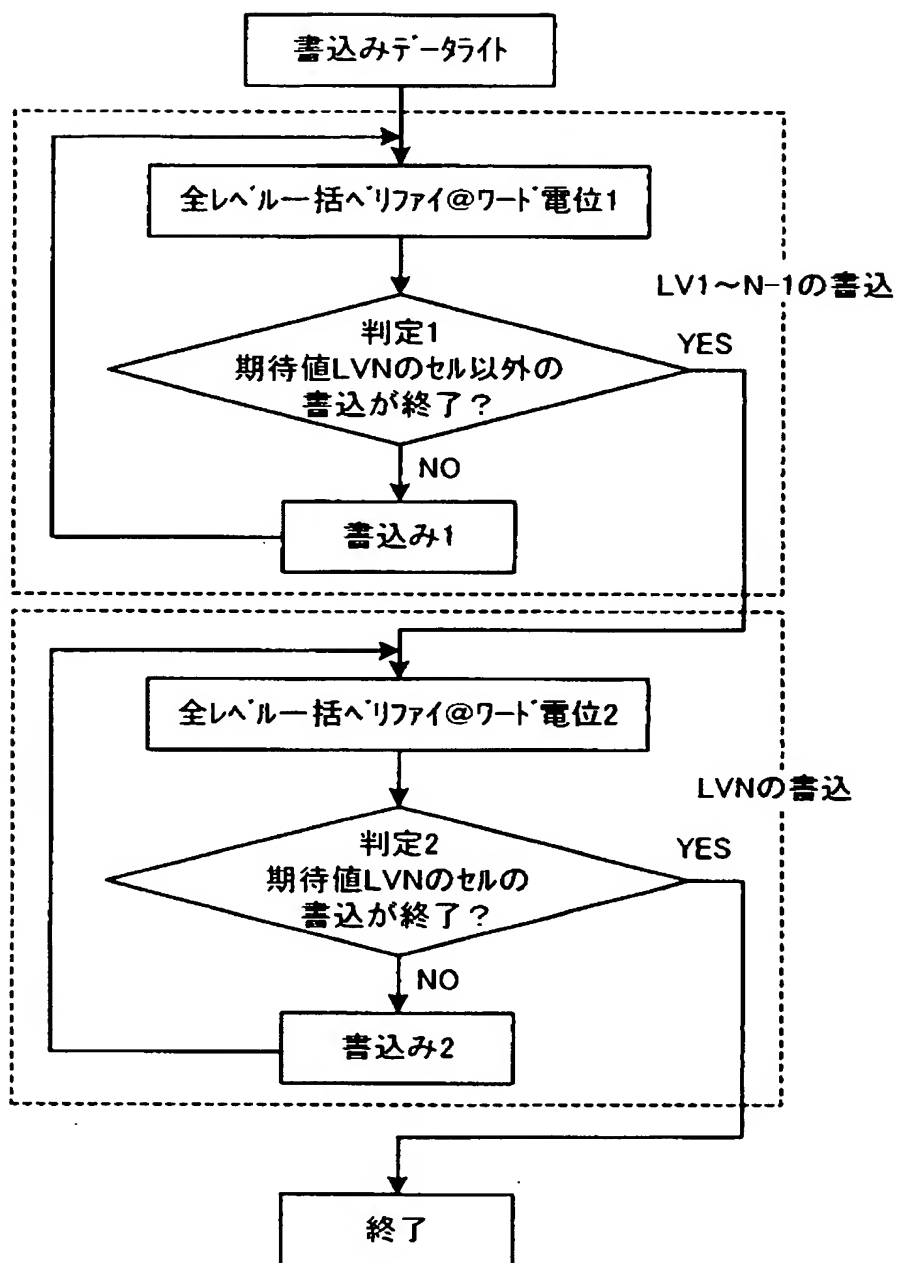 書込みデータライト
全レベル一括ベリファイ@ワード電位1
LV1～N-1の書込
判定1
期待値LVNのセル以外の
書込が終了？
YES
NO
書込み1
全レベル一括ベリファイ@ワード電位2
LVNの書込
判定2
期待値LVNのセルの
書込が終了？
YES
NO
書込み2
終了